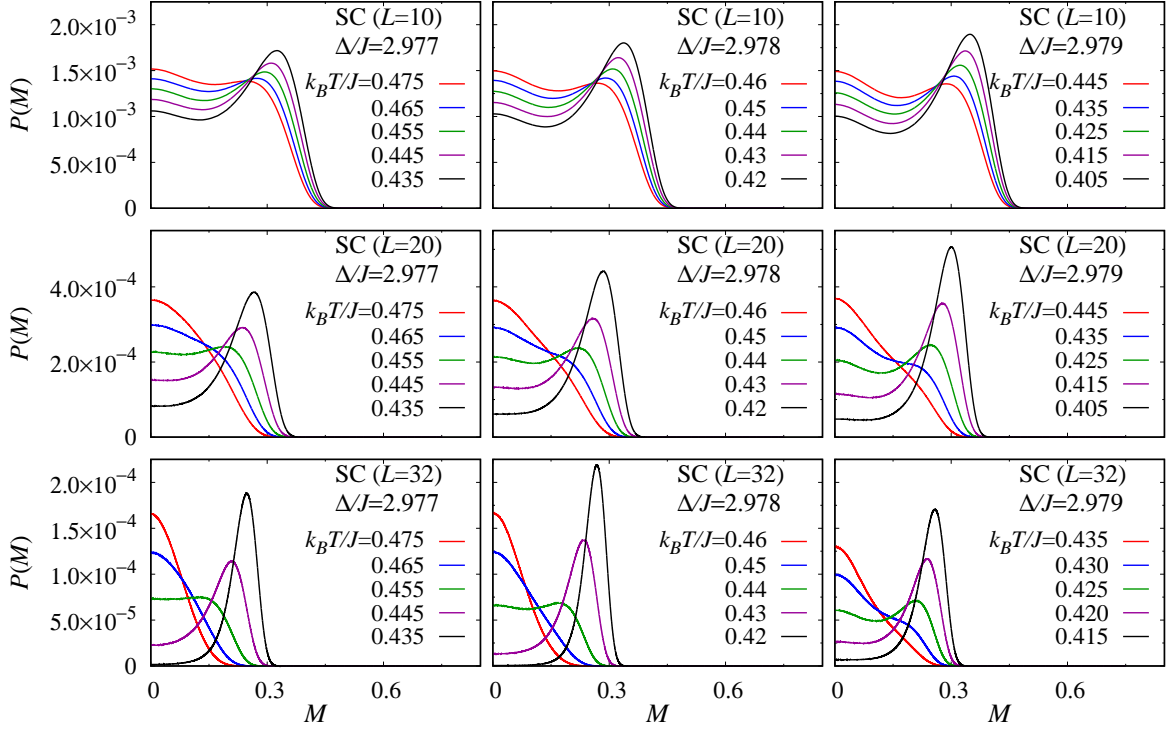 P(M)
2.0×10⁻³
1.5×10⁻³
1.0×10⁻³
5.0×10⁻⁴
0
SC (L=10)
Δ/J=2.977
k_BT/J=0.475
0.465
0.455
0.445
0.435
SC (L=10)
Δ/J=2.978
k_BT/J=0.46
0.45
0.44
0.43
0.42
SC (L=10)
Δ/J=2.979
k_BT/J=0.445
0.435
0.425
0.415
0.405
P(M)
4.0×10⁻⁴
2.0×10⁻⁴
0
SC (L=20)
Δ/J=2.977
k_BT/J=0.475
0.465
0.455
0.445
0.435
SC (L=20)
Δ/J=2.978
k_BT/J=0.46
0.45
0.44
0.43
0.42
SC (L=20)
Δ/J=2.979
k_BT/J=0.445
0.435
0.425
0.415
0.405
P(M)
2.0×10⁻⁴
1.5×10⁻⁴
1.0×10⁻⁴
5.0×10⁻⁵
0
SC (L=32)
Δ/J=2.977
k_BT/J=0.475
0.465
0.455
0.445
0.435
SC (L=32)
Δ/J=2.978
k_BT/J=0.46
0.45
0.44
0.43
0.42
SC (L=32)
Δ/J=2.979
k_BT/J=0.435
0.430
0.425
0.420
0.415
0 0.3 0.6
0 0.3 0.6
0 0.3 0.6
M
M
M